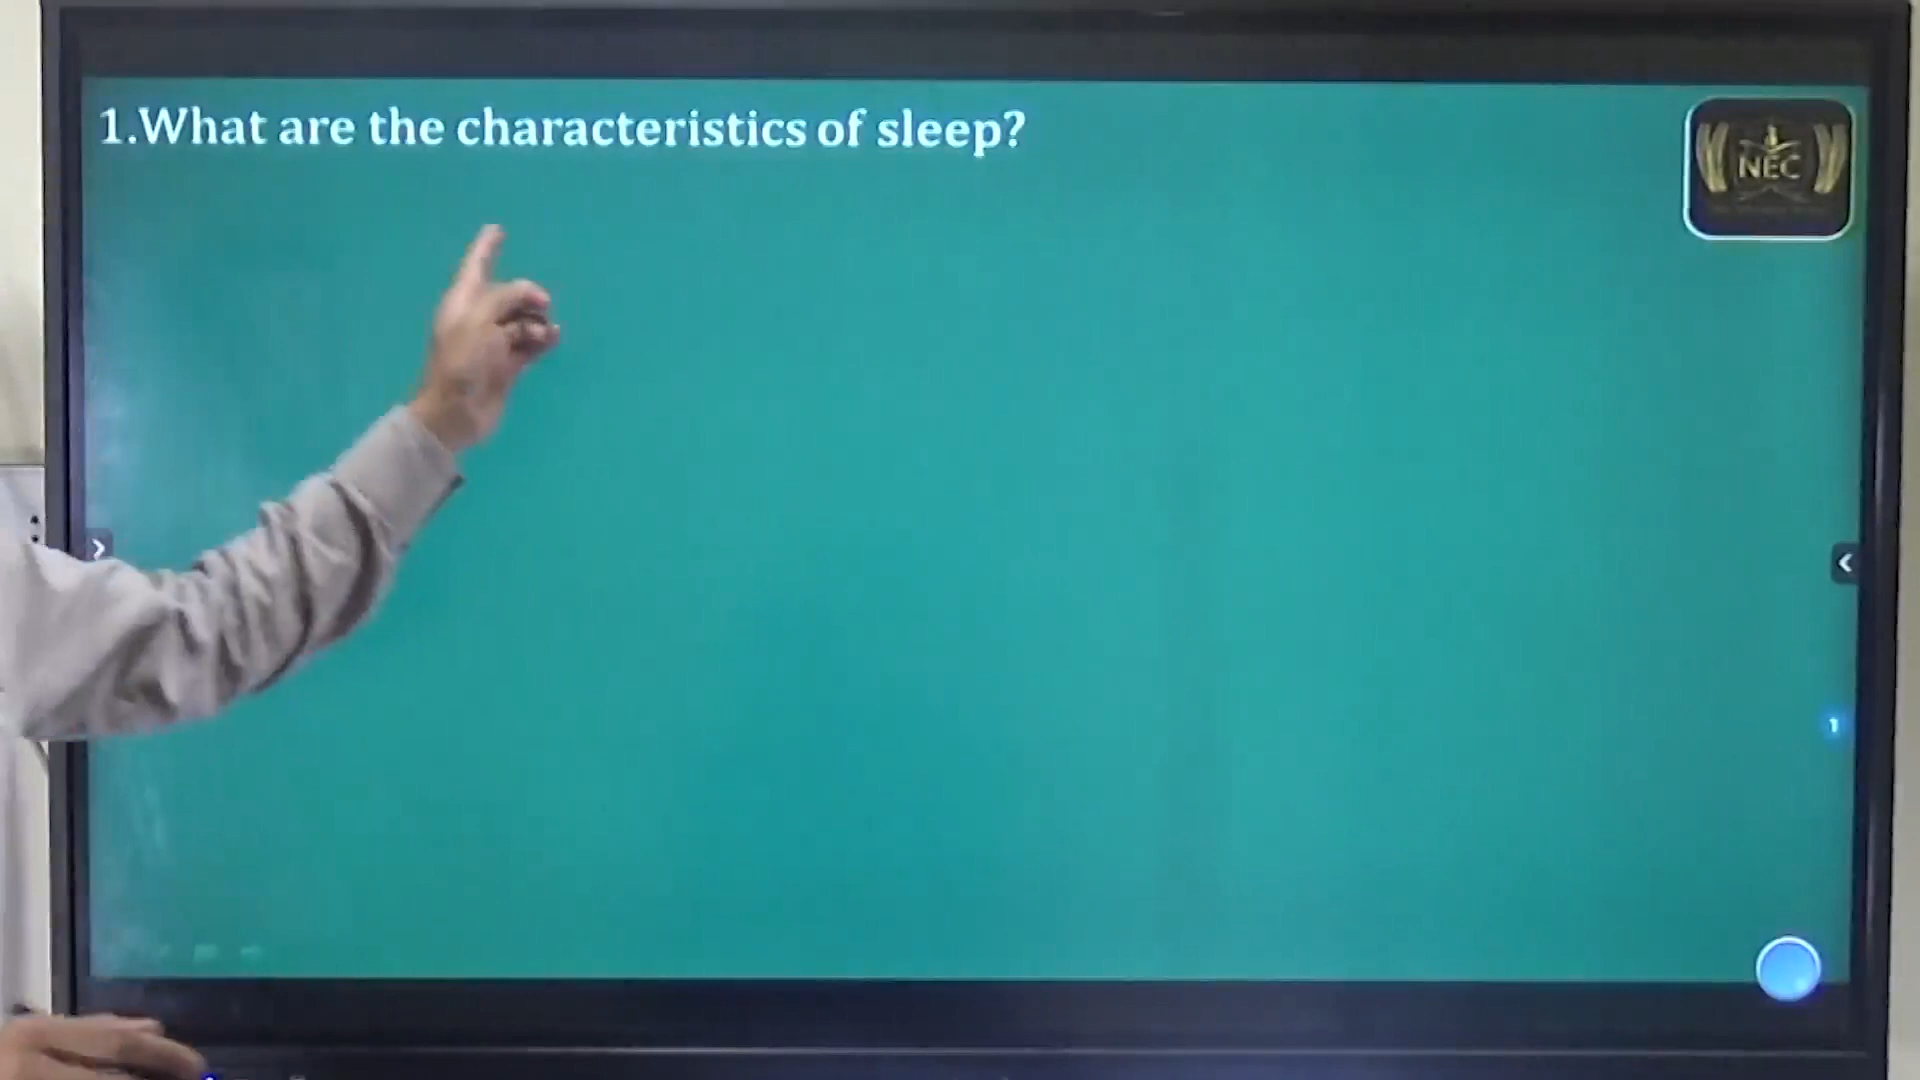 1.What are the characteristics of sleep?
NEC
1